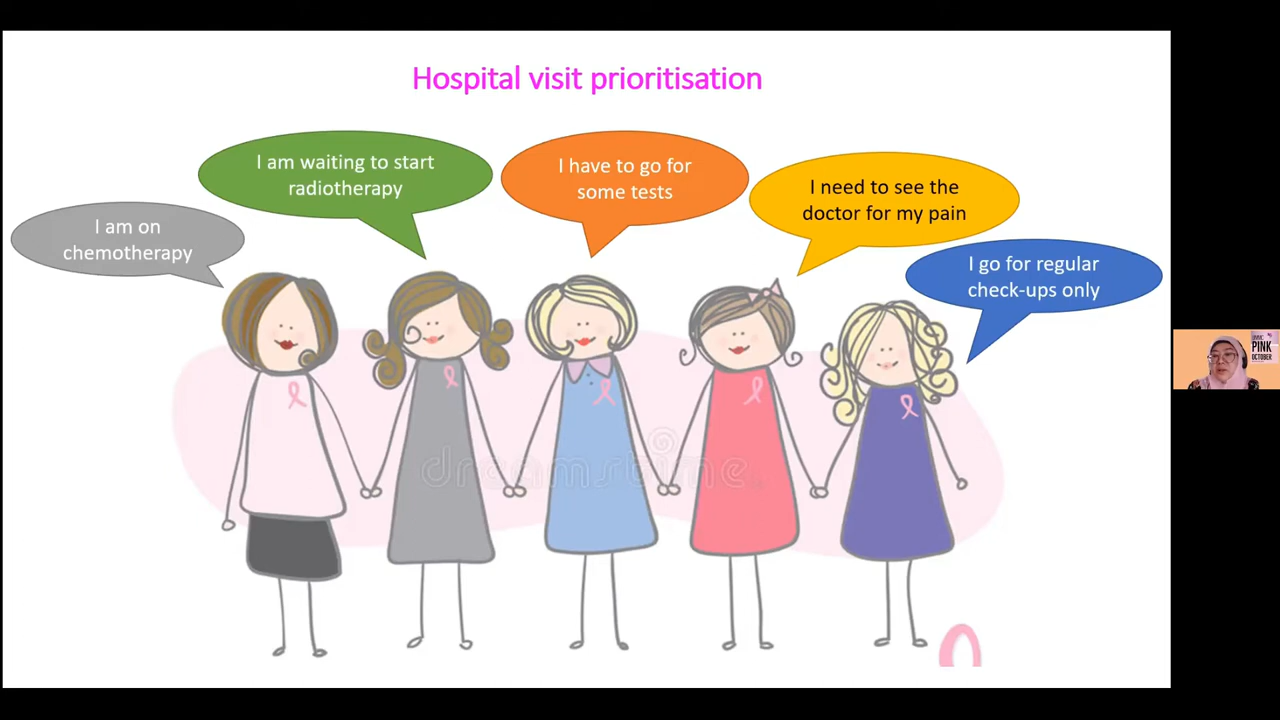 Hospital visit prioritisation
I am waiting to start
radiotherapy
I have to go for
some tests
I need to see the
doctor for my pain
I am on
chemotherapy
I go for regular
check-ups only
dreamstime
PINK
OCTOBER